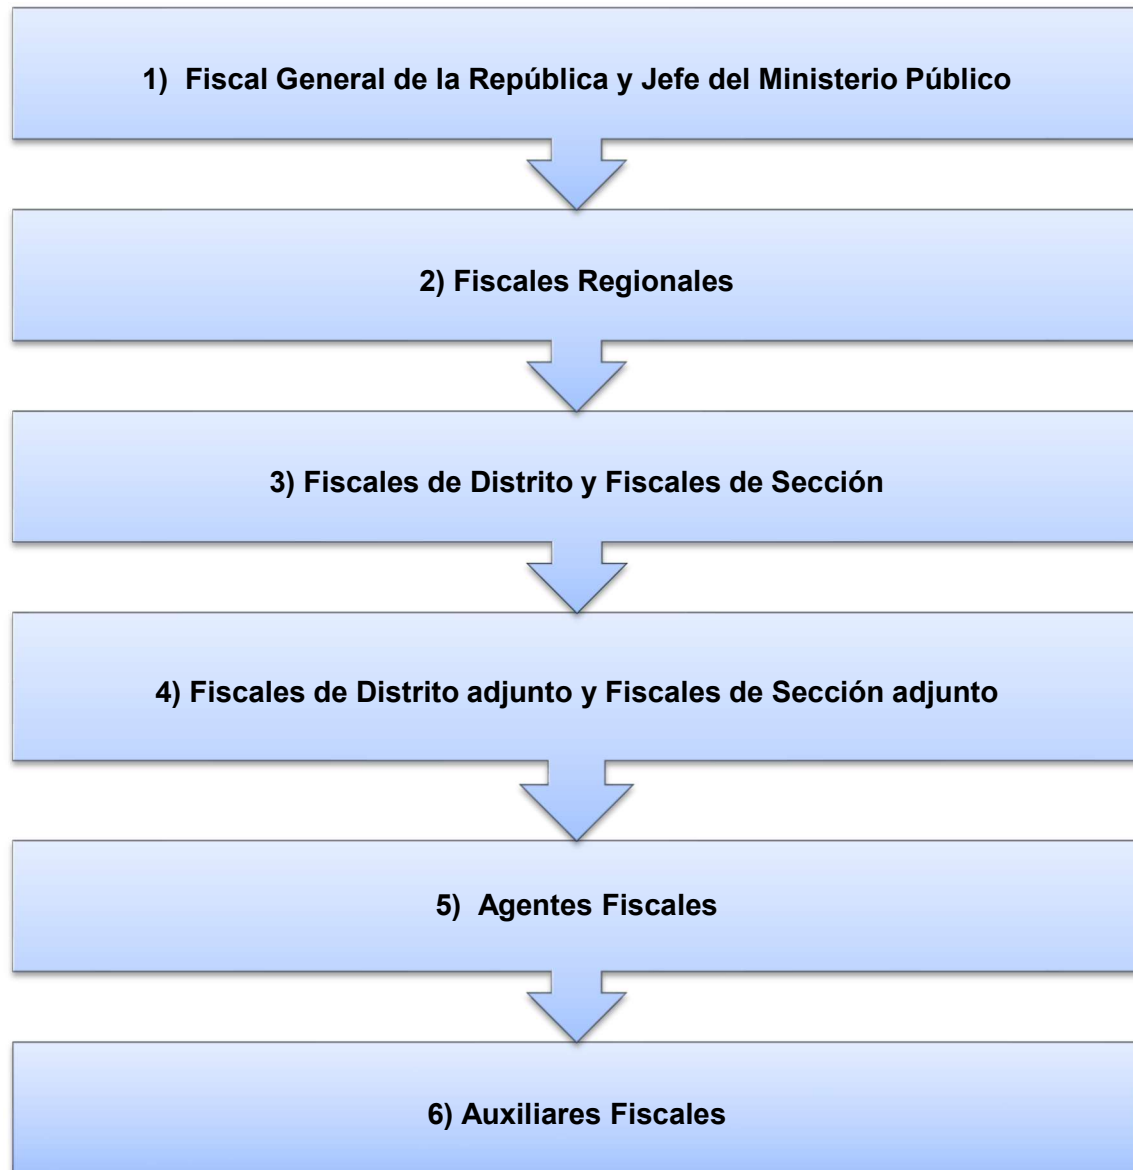 1) Fiscal General de la República y Jefe del Ministerio Público
2) Fiscales Regionales
3) Fiscales de Distrito y Fiscales de Sección
4) Fiscales de Distrito adjunto y Fiscales de Sección adjunto
5) Agentes Fiscales
6) Auxiliares Fiscales